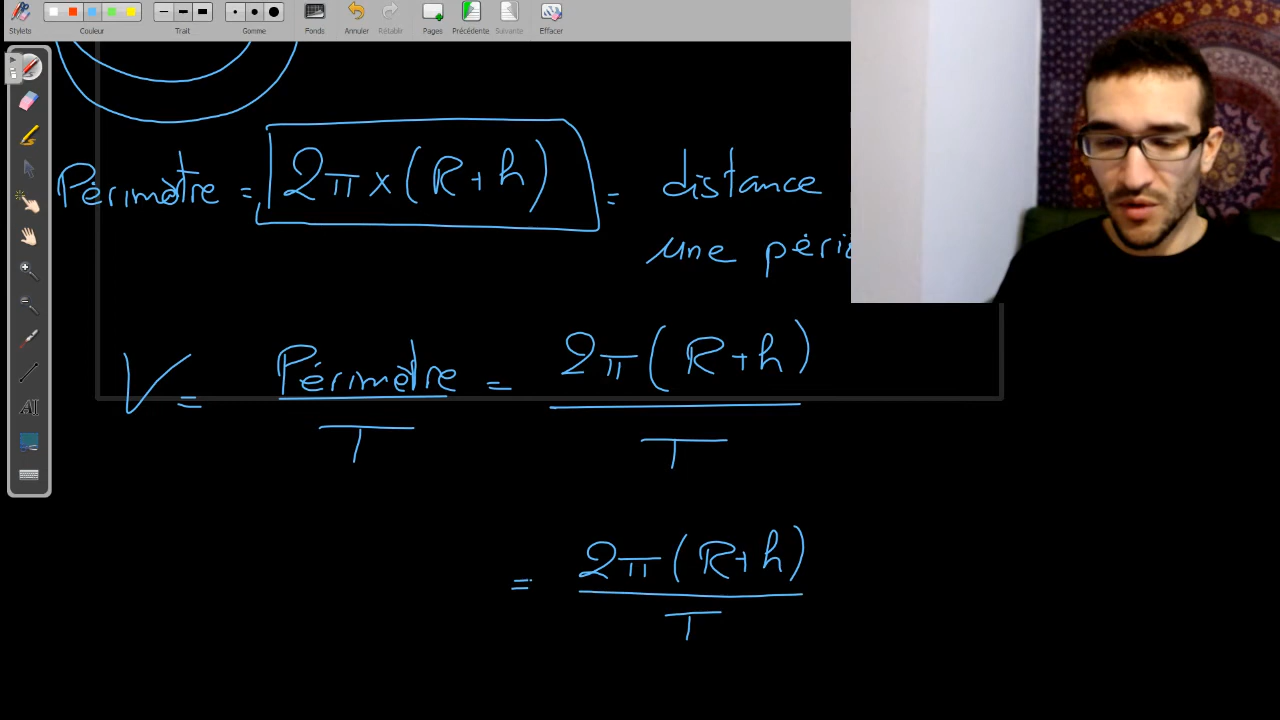 Stylets Couleur Trait Gomme Fonds Annuler Rétablir Pages Précédente Suivante Effacer
Périmètre = 2π x (R+h) = distance
une péri
V = Périmètre / T = 2π(R+h) / T
= 2π(R+h) / T
AI